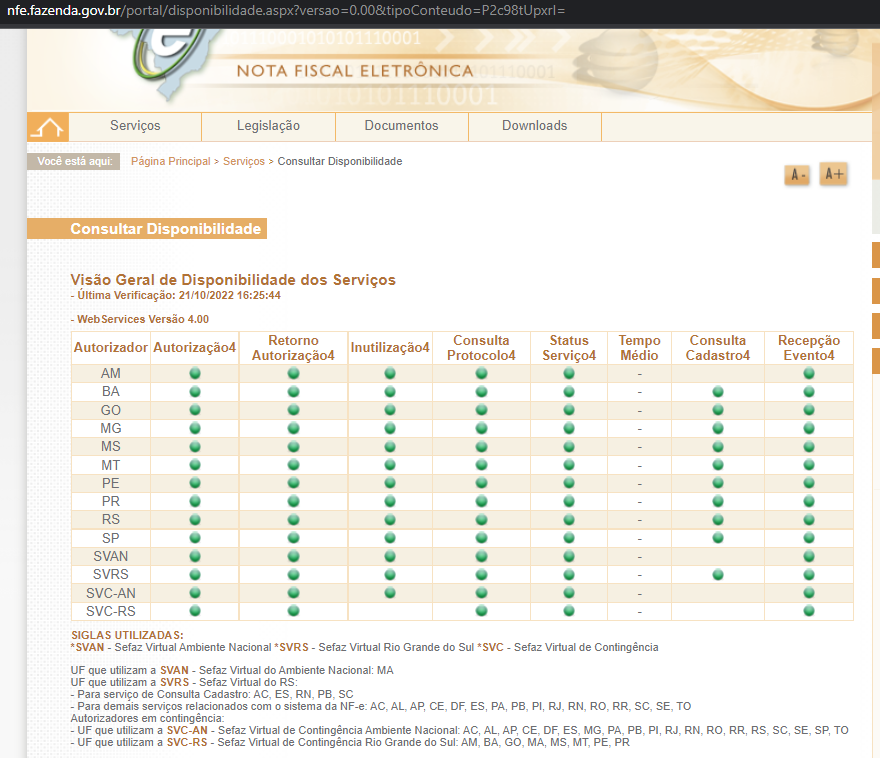 nfe.fazenda.gov.br/portal/disponibilidade.aspx?versao=0.00&tipoConteudo=P2c98tUpxrI=
NOTA FISCAL ELETRÔNICA
Serviços Legislação Documentos Downloads
Você está aqui: Página Principal > Serviços > Consultar Disponibilidade
A- A+
Consultar Disponibilidade
Visão Geral de Disponibilidade dos Serviços
- Última Verificação: 21/10/2022 16:25:44
- WebServices Versão 4.00
Autorizador Autorização4 Retorno Autorização4 Inutilização4 Consulta Protocolo4 Status Serviço4 Tempo Médio Consulta Cadastro4 Recepção Evento4
AM -
BA -
GO -
MG -
MS -
MT -
PE -
PR -
RS -
SP -
SVAN -
SVRS -
SVC-AN -
SVC-RS -
SIGLAS UTILIZADAS:
*SVAN - Sefaz Virtual Ambiente Nacional *SVRS - Sefaz Virtual Rio Grande do Sul *SVC - Sefaz Virtual de Contingência
UF que utilizam a SVAN - Sefaz Virtual do Ambiente Nacional: MA
UF que utilizam a SVRS - Sefaz Virtual do RS:
- Para serviço de Consulta Cadastro: AC, ES, RN, PB, SC
- Para demais serviços relacionados com o sistema da NF-e: AC, AL, AP, CE, DF, ES, PA, PB, PI, RJ, RN, RO, RR, SC, SE, TO
Autorizadores em contingência:
- UF que utilizam a SVC-AN - Sefaz Virtual de Contingência Ambiente Nacional: AC, AL, AP, CE, DF, ES, MG, PA, PB, PI, RJ, RN, RO, RR, RS, SC, SE, SP, TO
- UF que utilizam a SVC-RS - Sefaz Virtual de Contingência Rio Grande do Sul: AM, BA, GO, MA, MS, MT, PE, PR